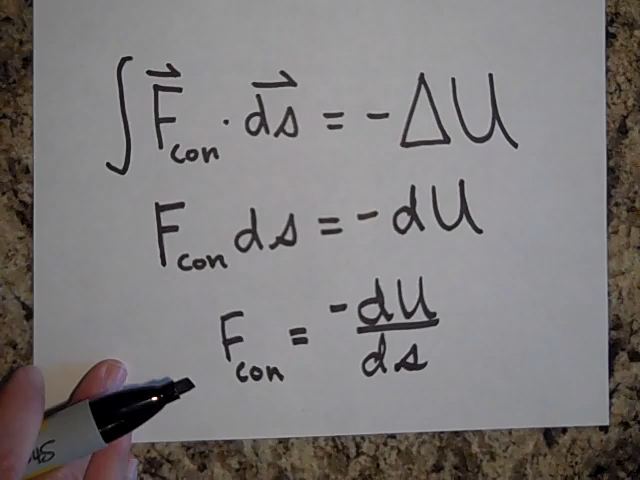 ∫ F⃗con · ds⃗ = -ΔU
Fcon ds = -dU
Fcon = -dU/ds